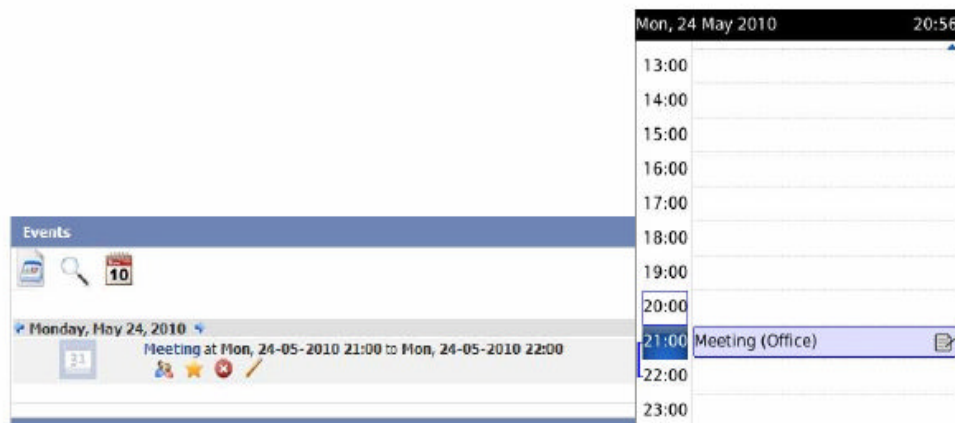 Mon, 24 May 2010 20:56
13:00
14:00
15:00
16:00
17:00
18:00
19:00
20:00
21:00 Meeting (Office)
22:00
23:00
Events
10
Monday, May 24, 2010
31
Meeting at Mon, 24-05-2010 21:00 to Mon, 24-05-2010 22:00